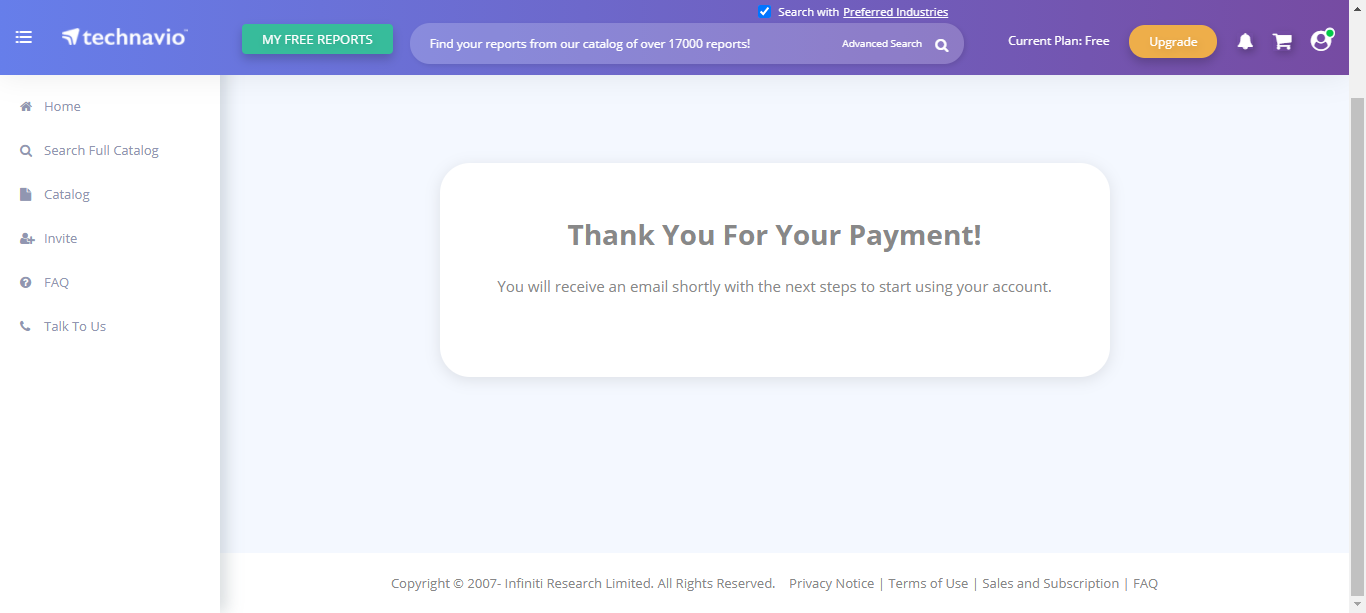 Search with Preferred Industries
technavio
MY FREE REPORTS
Find your reports from our catalog of over 17000 reports!
Advanced Search
Current Plan: Free
Upgrade
Home
Search Full Catalog
Catalog
Invite
FAQ
Talk To Us
Thank You For Your Payment!
You will receive an email shortly with the next steps to start using your account.
Copyright © 2007- Infiniti Research Limited. All Rights Reserved. Privacy Notice | Terms of Use | Sales and Subscription | FAQ